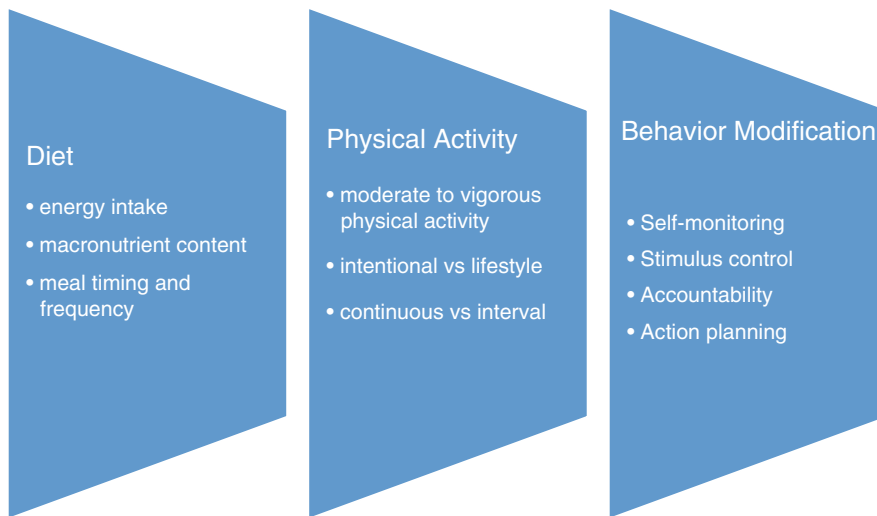 Diet
• energy intake
• macronutrient content
• meal timing and
frequency
Physical Activity
• moderate to vigorous
physical activity
• intentional vs lifestyle
• continuous vs interval
Behavior Modification
• Self-monitoring
• Stimulus control
• Accountability
• Action planning